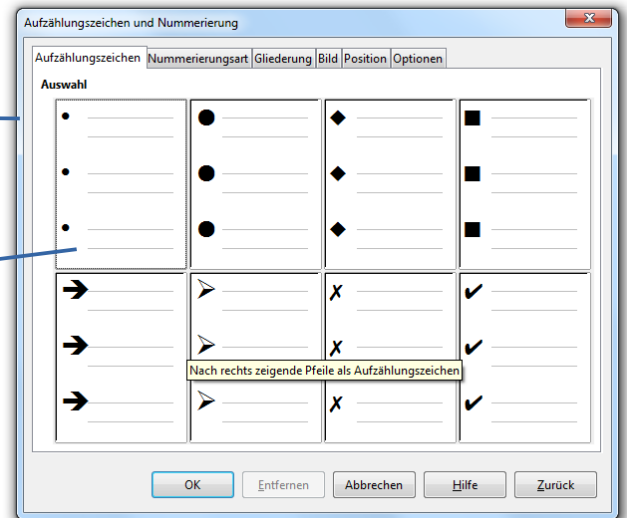 Aufzählungszeichen und Nummerierung
Aufzählungszeichen Nummerierungsart Gliederung Bild Position Optionen
Auswahl
Nach rechts zeigende Pfeile als Aufzählungszeichen
OK Entfernen Abbrechen Hilfe Zurück